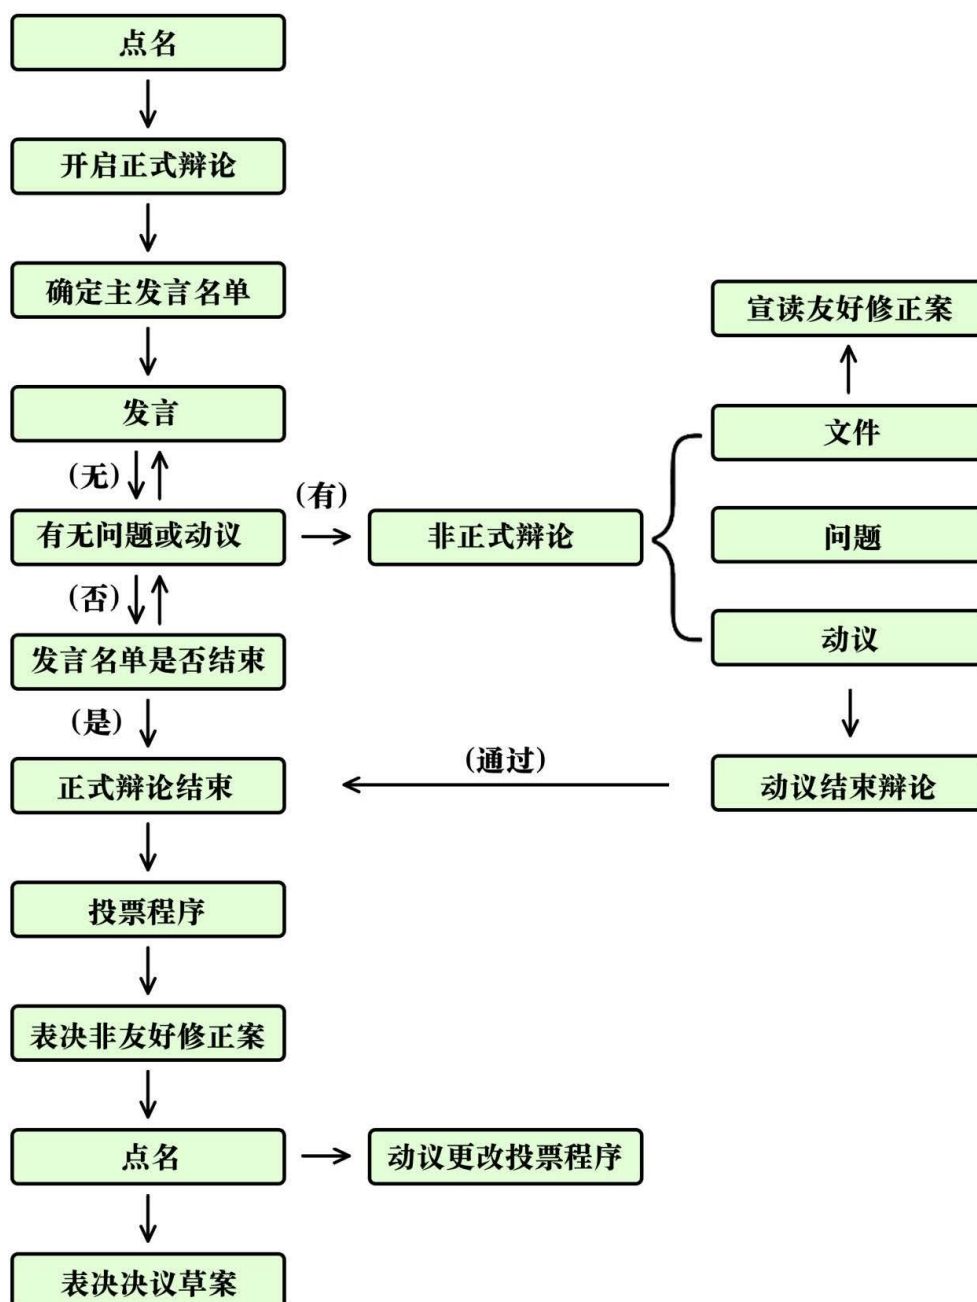 点名
开启正式辩论
确定主发言名单
宣读友好修正案
发言
文件
(无)
(有)
有无问题或动议
非正式辩论
问题
(否)
发言名单是否结束
动议
(是)
(通过)
正式辩论结束
动议结束辩论
投票程序
表决非友好修正案
点名
动议更改投票程序
表决决议草案